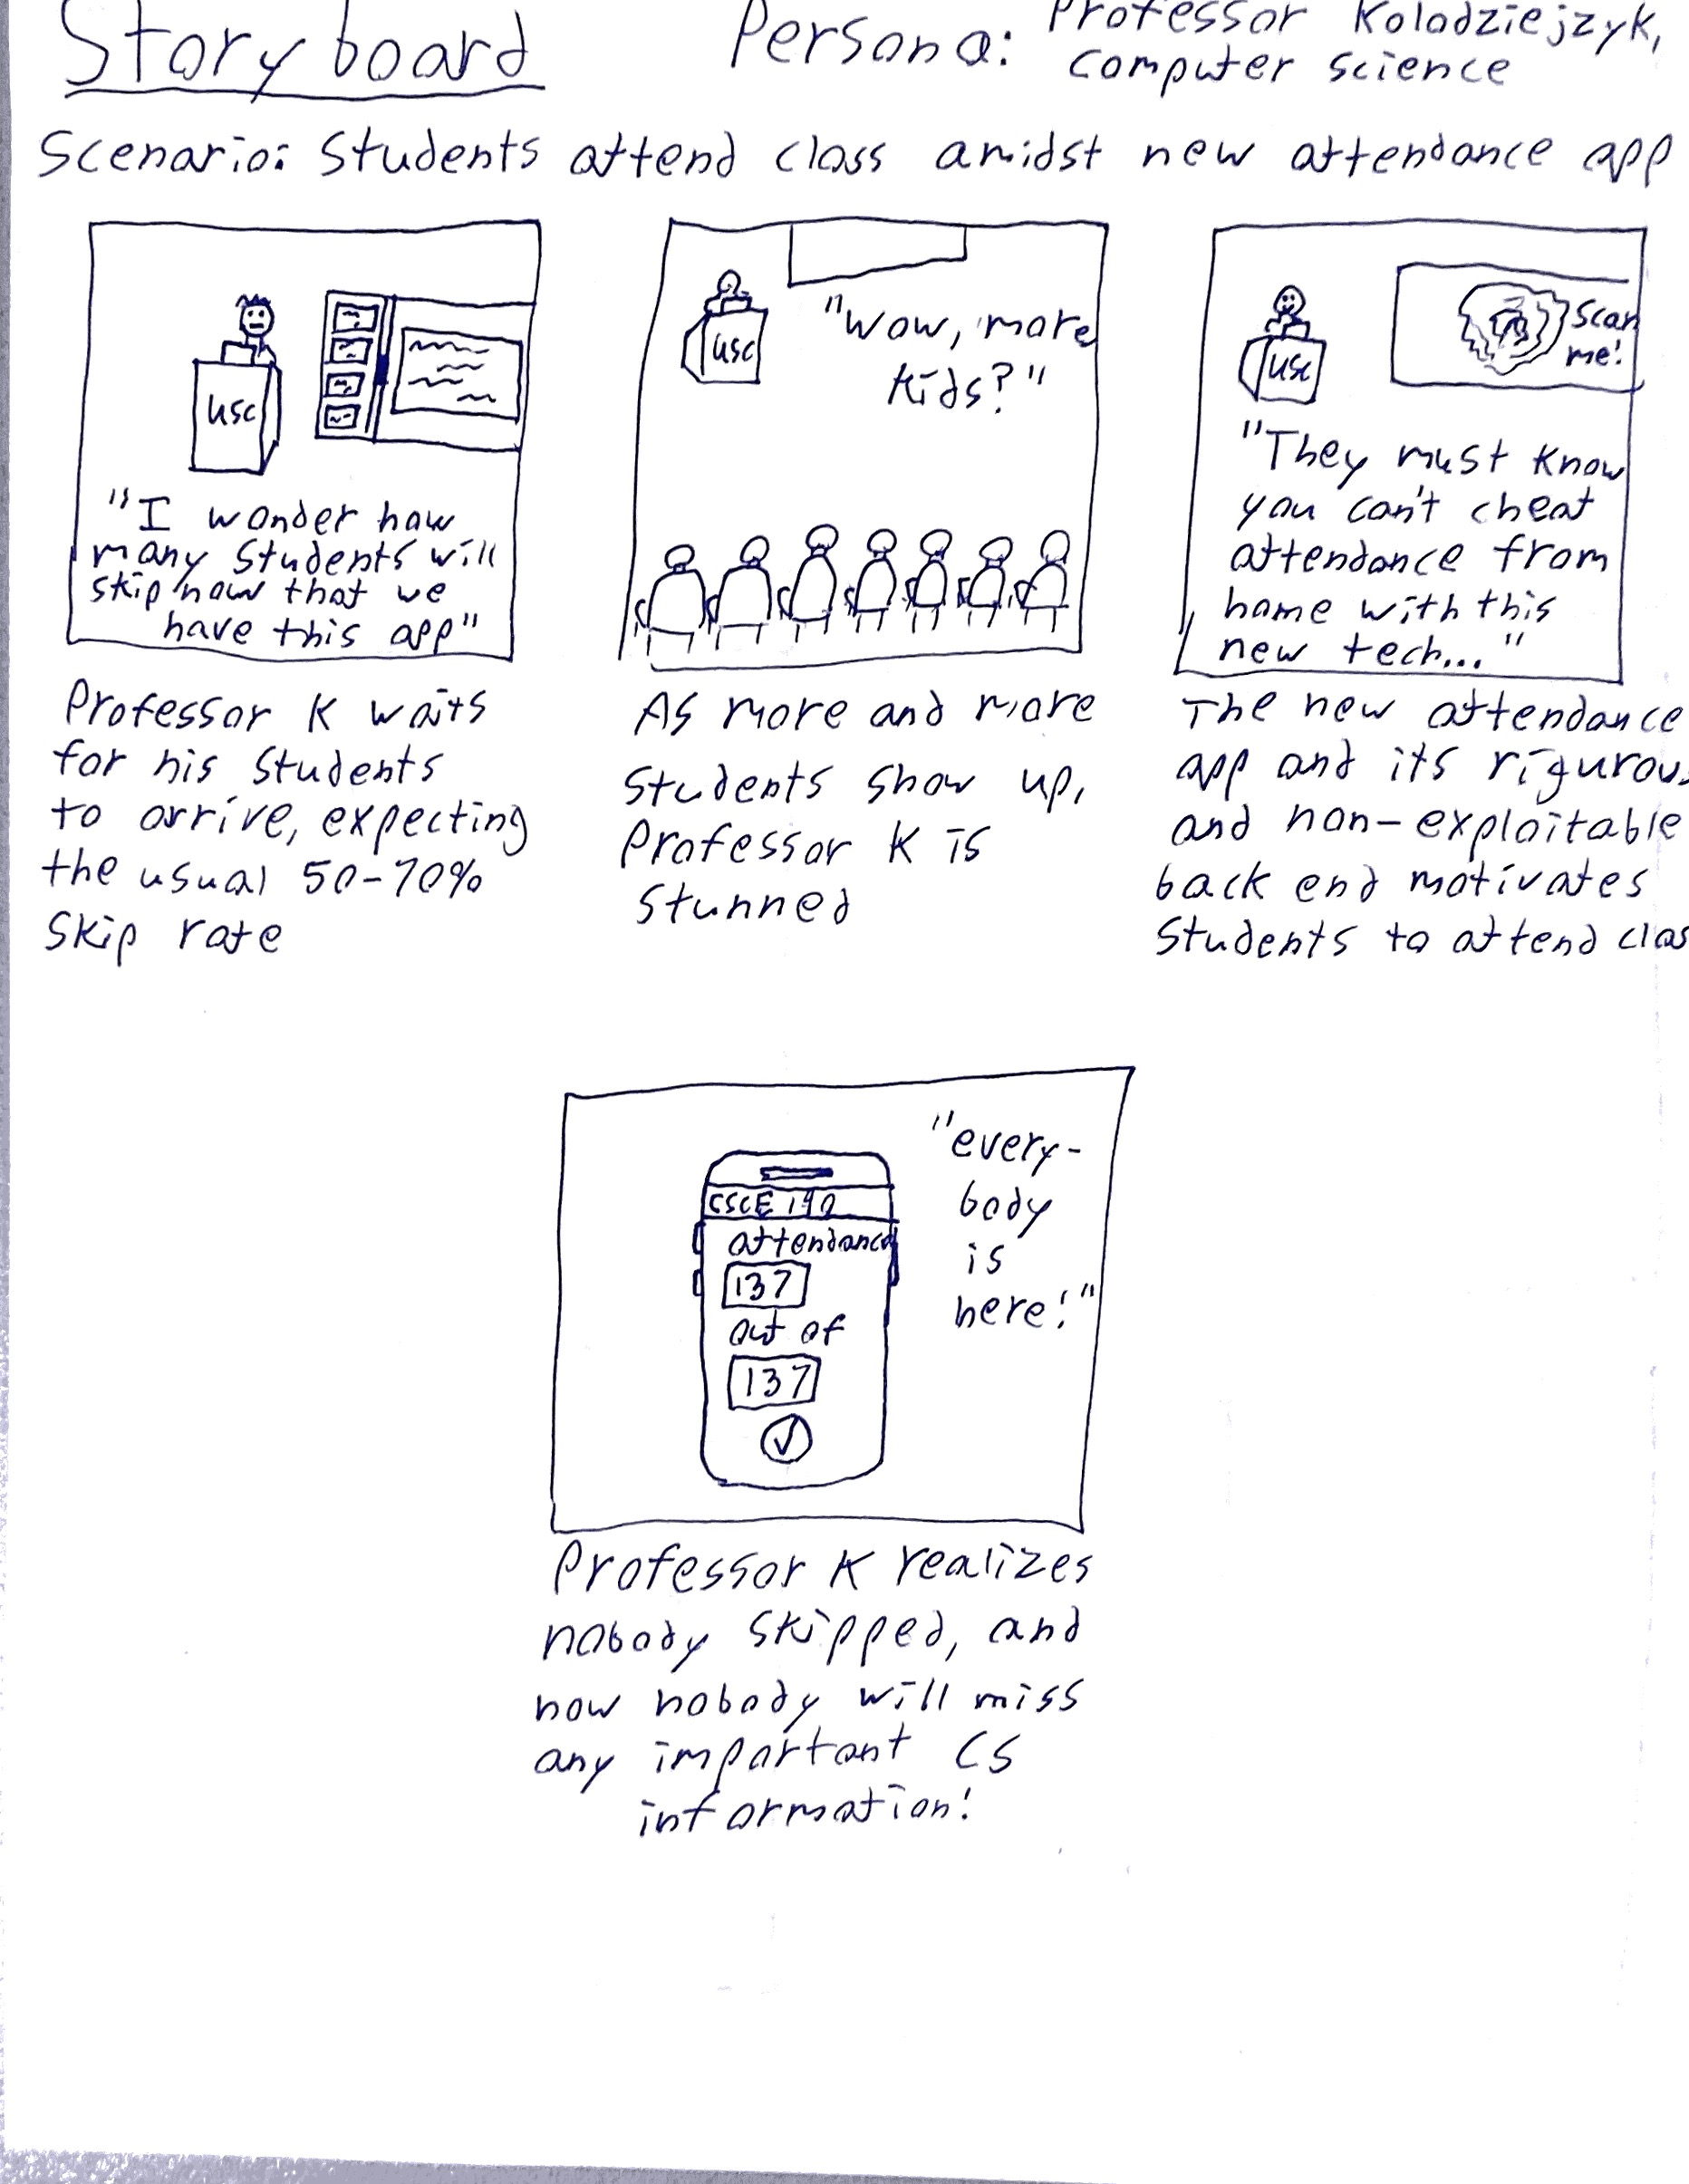 Storyboard
Persona: Professor Kolodziejzyk,
computer science
Scenario: Students attend class amidst new attendance app
USC
"I wonder how
many students will
skip now that we
have this app"
Professor K waits
for his students
to arrive, expecting
the usual 50-70%
skip rate
USC
"Wow, more
kids?"
As more and more
students show up,
Professor K is
stunned
USC
Scan
me!
"They must know
you can't cheat
attendance from
home with this
new tech..."
The new attendance
app and its rigurous
and non-exploitable
back end motivates
students to attend clas
CSCE 190
attendance
137
out of
137
"every-
body
is
here!"
Professor K realizes
nobody skipped, and
now nobody will miss
any important CS
information!